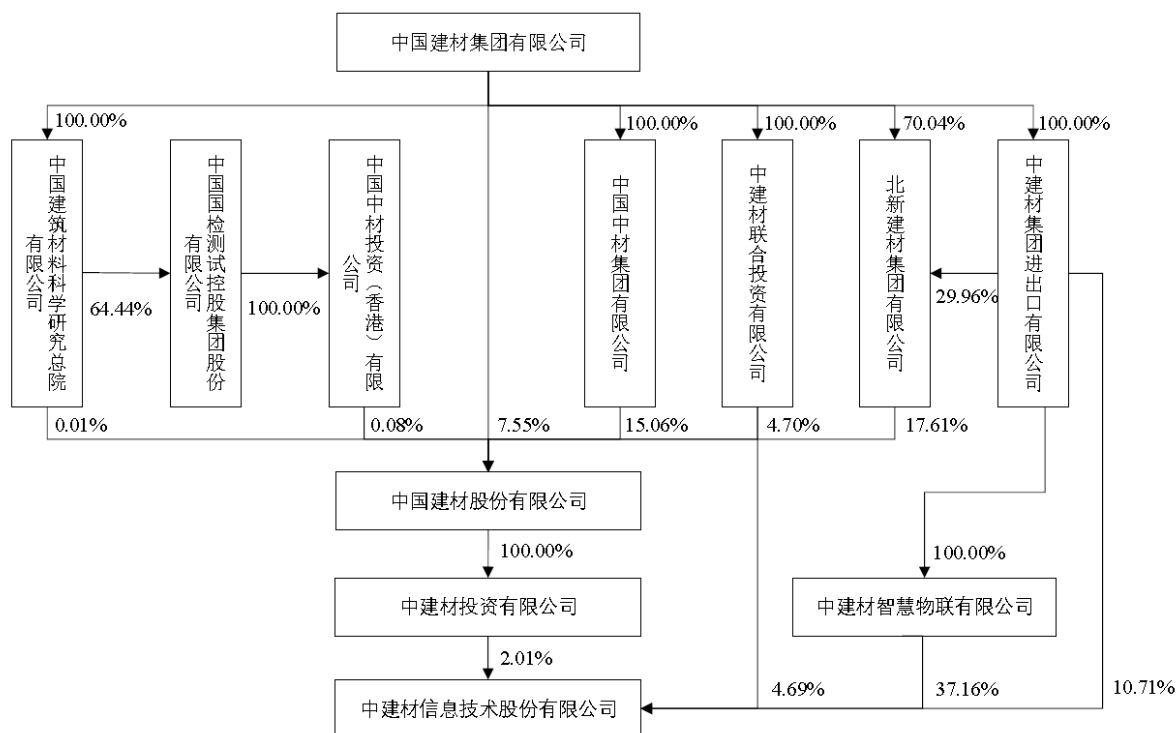 中国建材集团有限公司
100.00%
100.00%
100.00%
70.04%
100.00%
中国建筑材料科学研究总院
有限公司
64.44%
中国国检测试控股集团股份
有限公司
100.00%
中国中材投资（香港）有限
公司
中国中材集团有限公司
中建材联合投资有限公司
北新建材集团有限公司
29.96%
中建材集团进出口有限公司
0.01%
0.08%
7.55%
15.06%
4.70%
17.61%
中国建材股份有限公司
100.00%
100.00%
中建材投资有限公司
中建材智慧物联有限公司
2.01%
4.69%
37.16%
10.71%
中建材信息技术股份有限公司